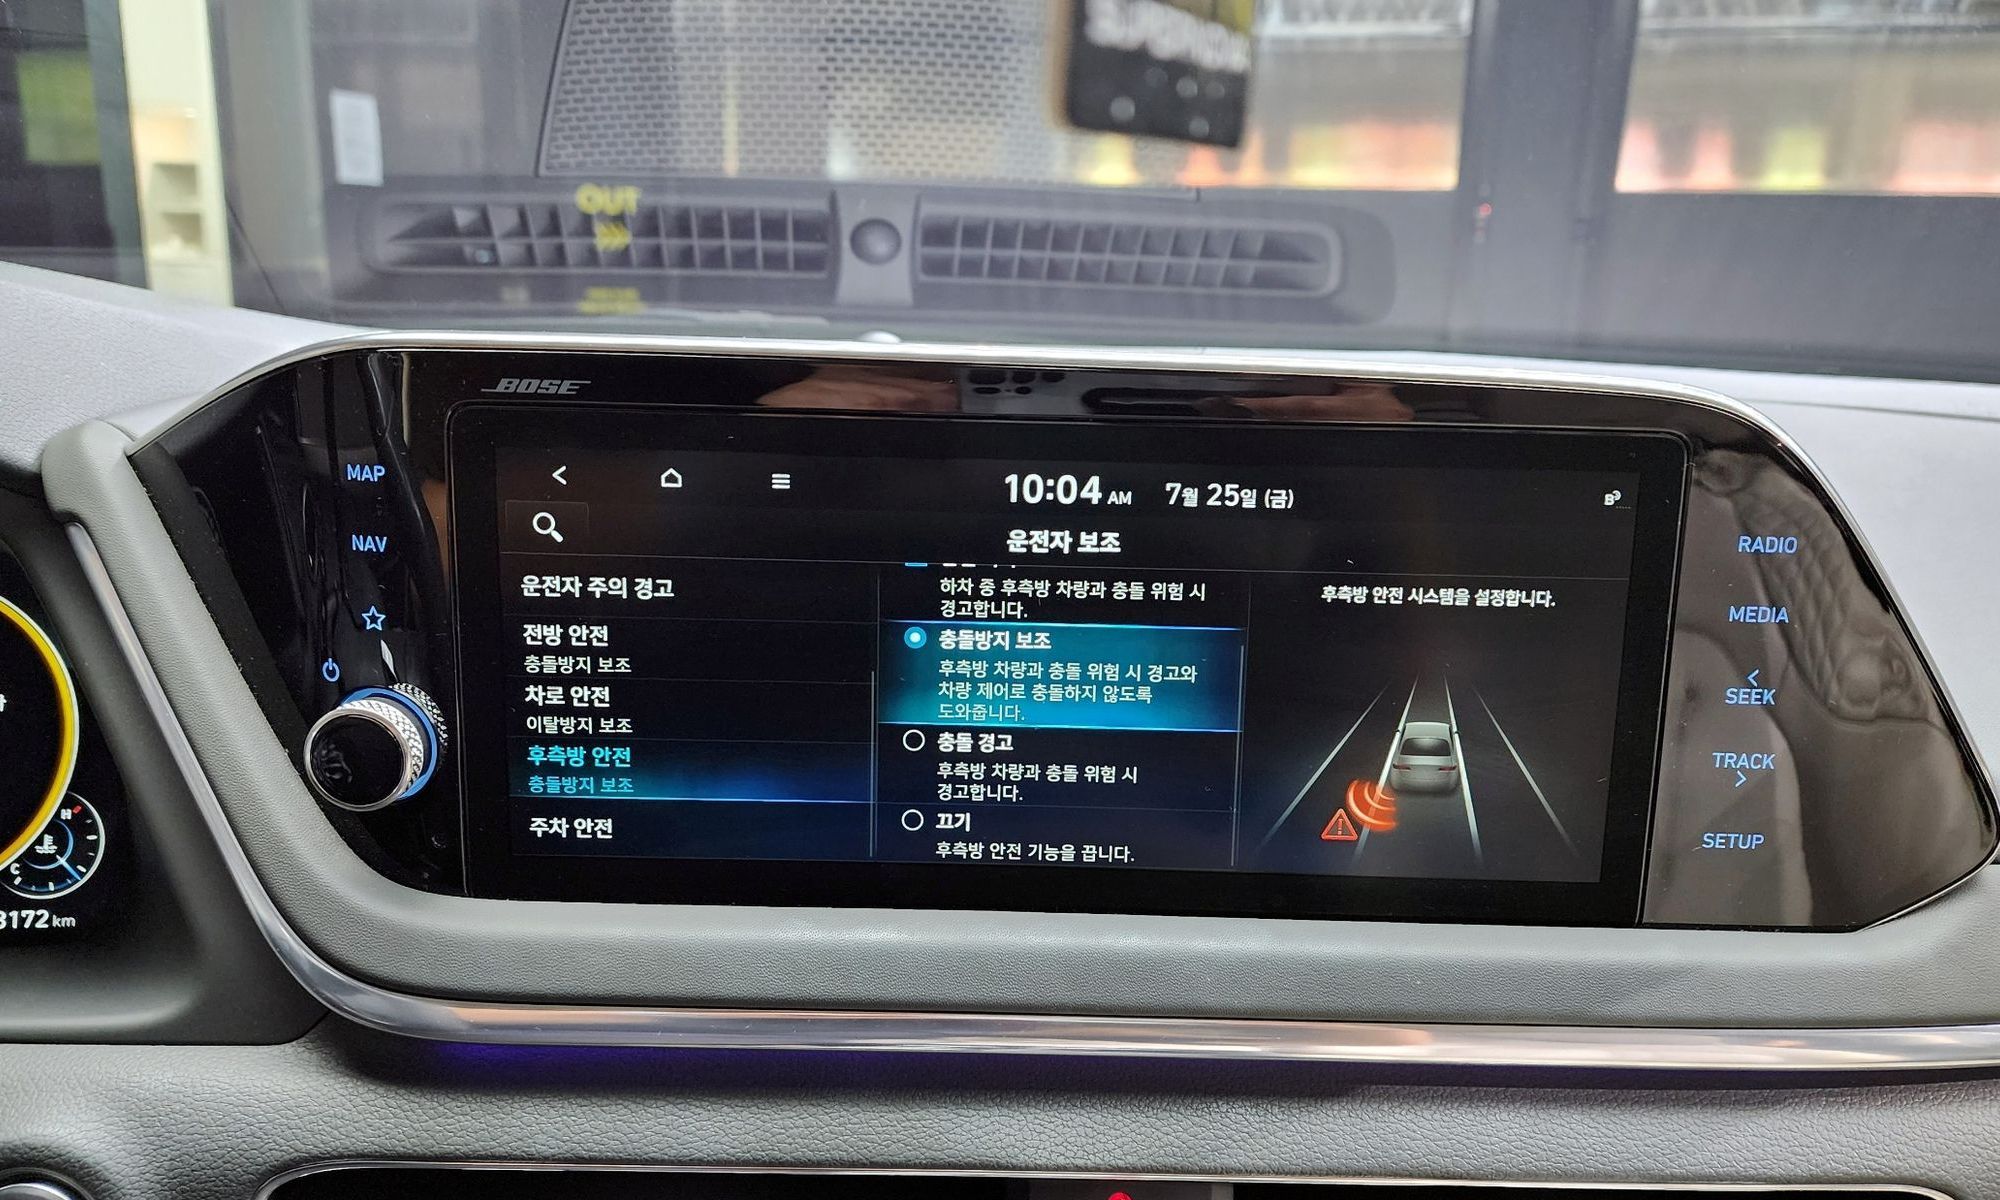 OUT
BOSE
MAP
NAV
10:04 AM 7월 25일 (금)
운전자 보조
운전자 주의 경고
전방 안전
충돌방지 보조
차로 안전
이탈방지 보조
후측방 안전
충돌방지 보조
주차 안전
하차 중 후측방 차량과 충돌 위험 시
경고합니다.
충돌방지 보조
후측방 차량과 충돌 위험 시 경고와
차량 제어로 충돌하지 않도록
도와줍니다.
충돌 경고
후측방 차량과 충돌 위험 시
경고합니다.
끄기
후측방 안전 기능을 끕니다.
후측방 안전 시스템을 설정합니다.
RADIO
MEDIA
SEEK
TRACK
SETUP
H
C
3172 km